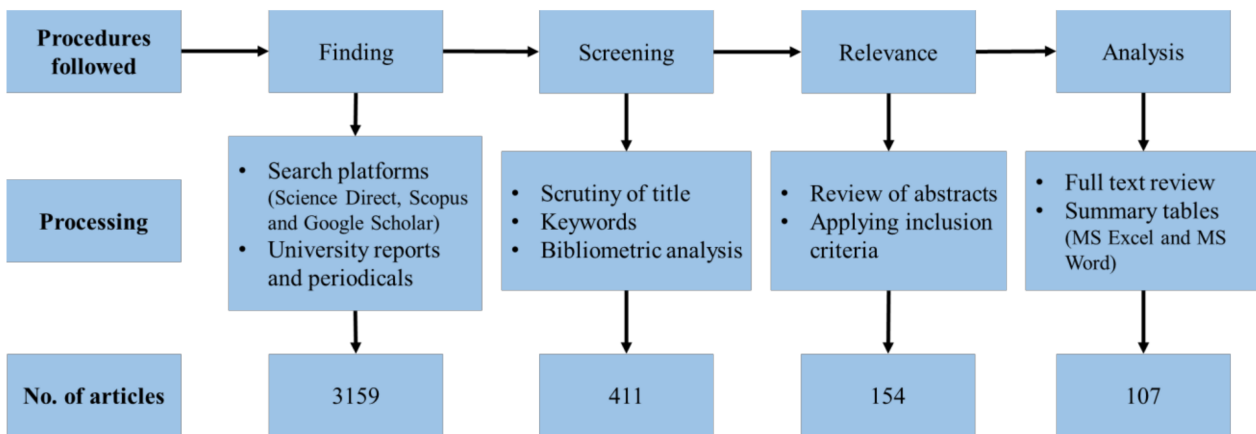 Procedures
followed
Finding
Screening
Relevance
Analysis
Processing
• Search platforms
(Science Direct, Scopus
and Google Scholar)
• University reports
and periodicals
• Scrutiny of title
• Keywords
• Bibliometric analysis
• Review of abstracts
• Applying inclusion
criteria
• Full text review
• Summary tables
(MS Excel and MS
Word)
No. of articles
3159
411
154
107